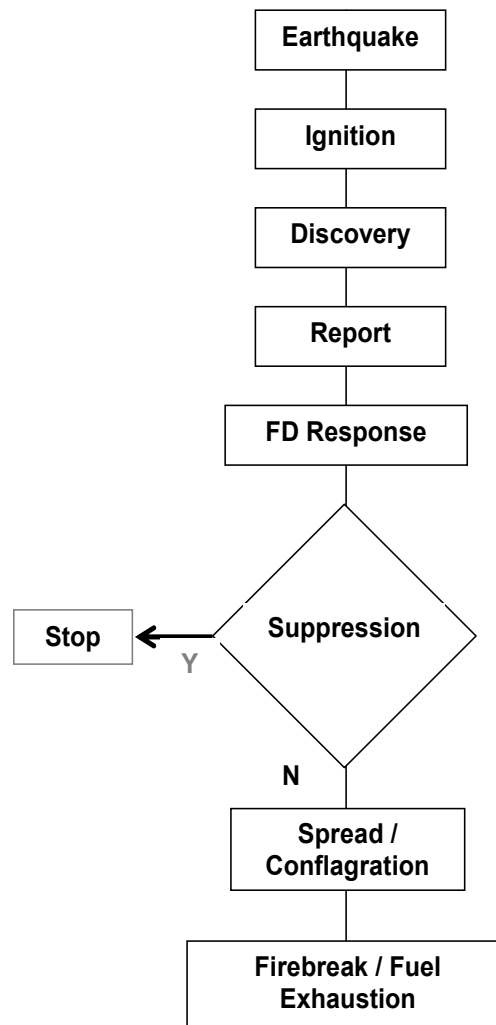 Earthquake
Ignition
Discovery
Report
FD Response
Suppression
Stop
Y
N
Spread /
Conflagration
Firebreak / Fuel
Exhaustion